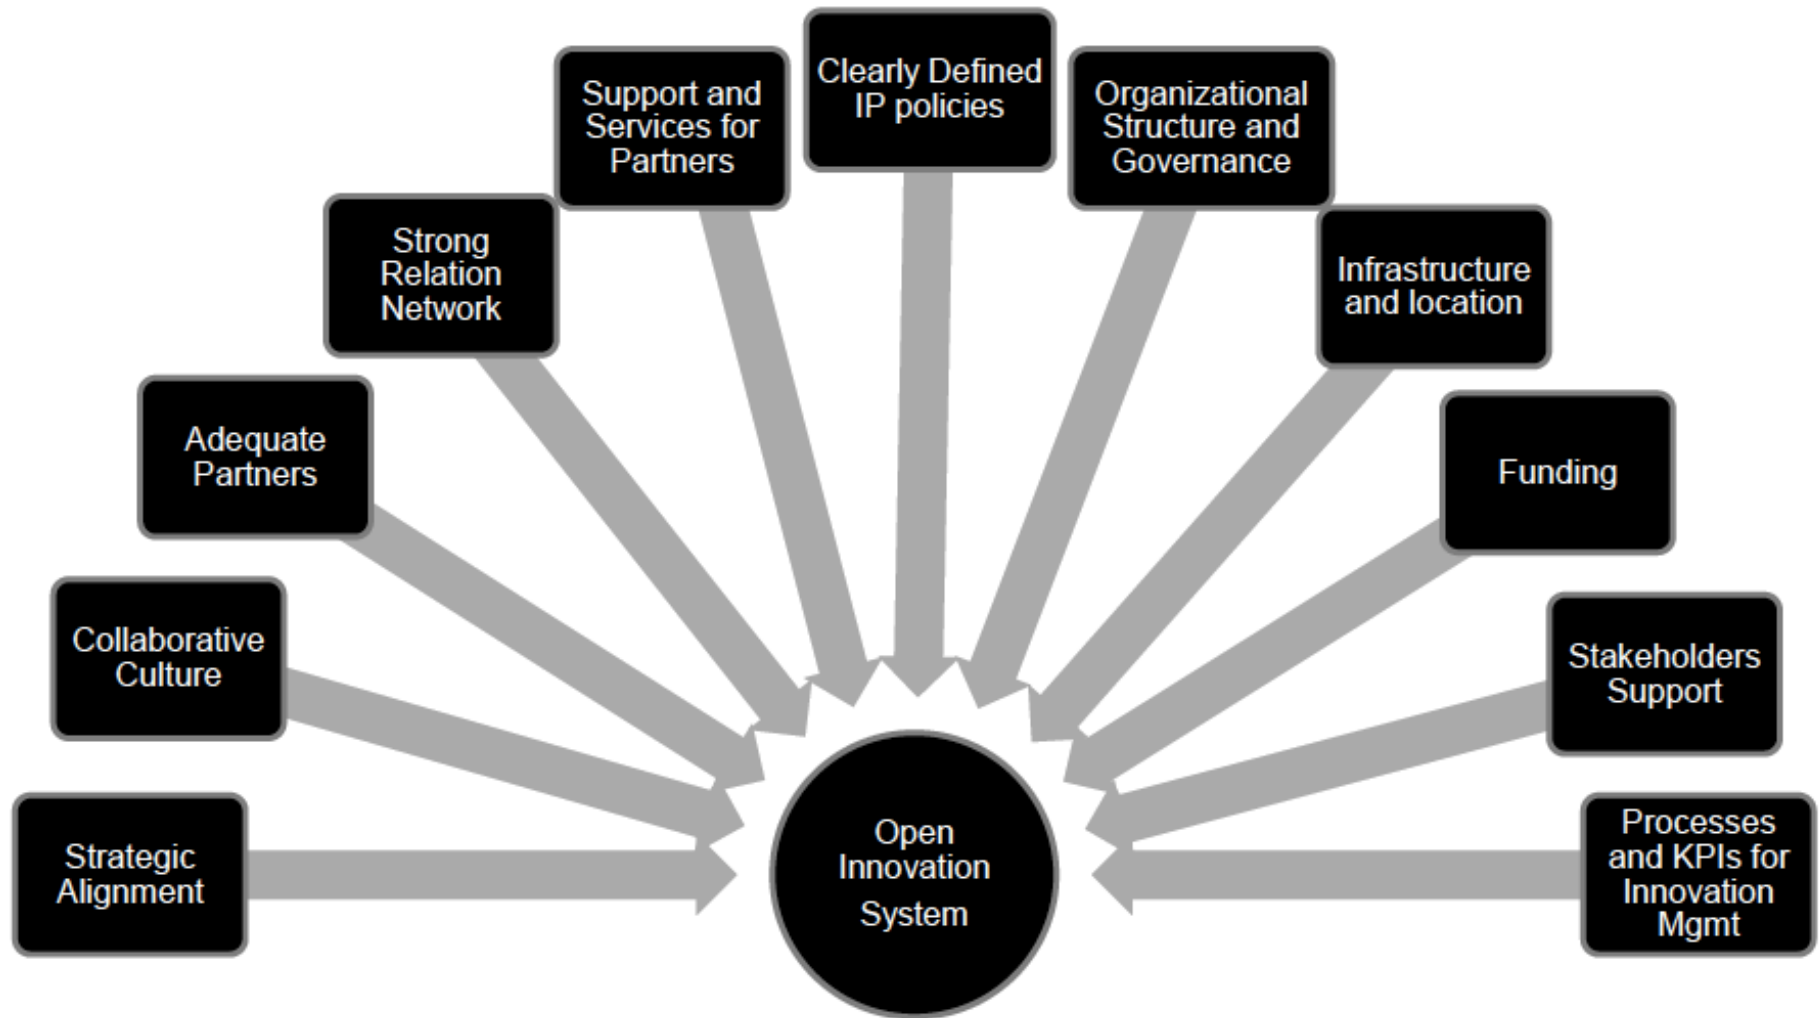 Clearly Defined
IP policies
Support and
Services for
Partners
Organizational
Structure and
Governance
Strong
Relation
Network
Infrastructure
and location
Adequate
Partners
Funding
Collaborative
Culture
Stakeholders
Support
Strategic
Alignment
Open
Innovation
System
Processes
and KPIs for
Innovation
Mgmt